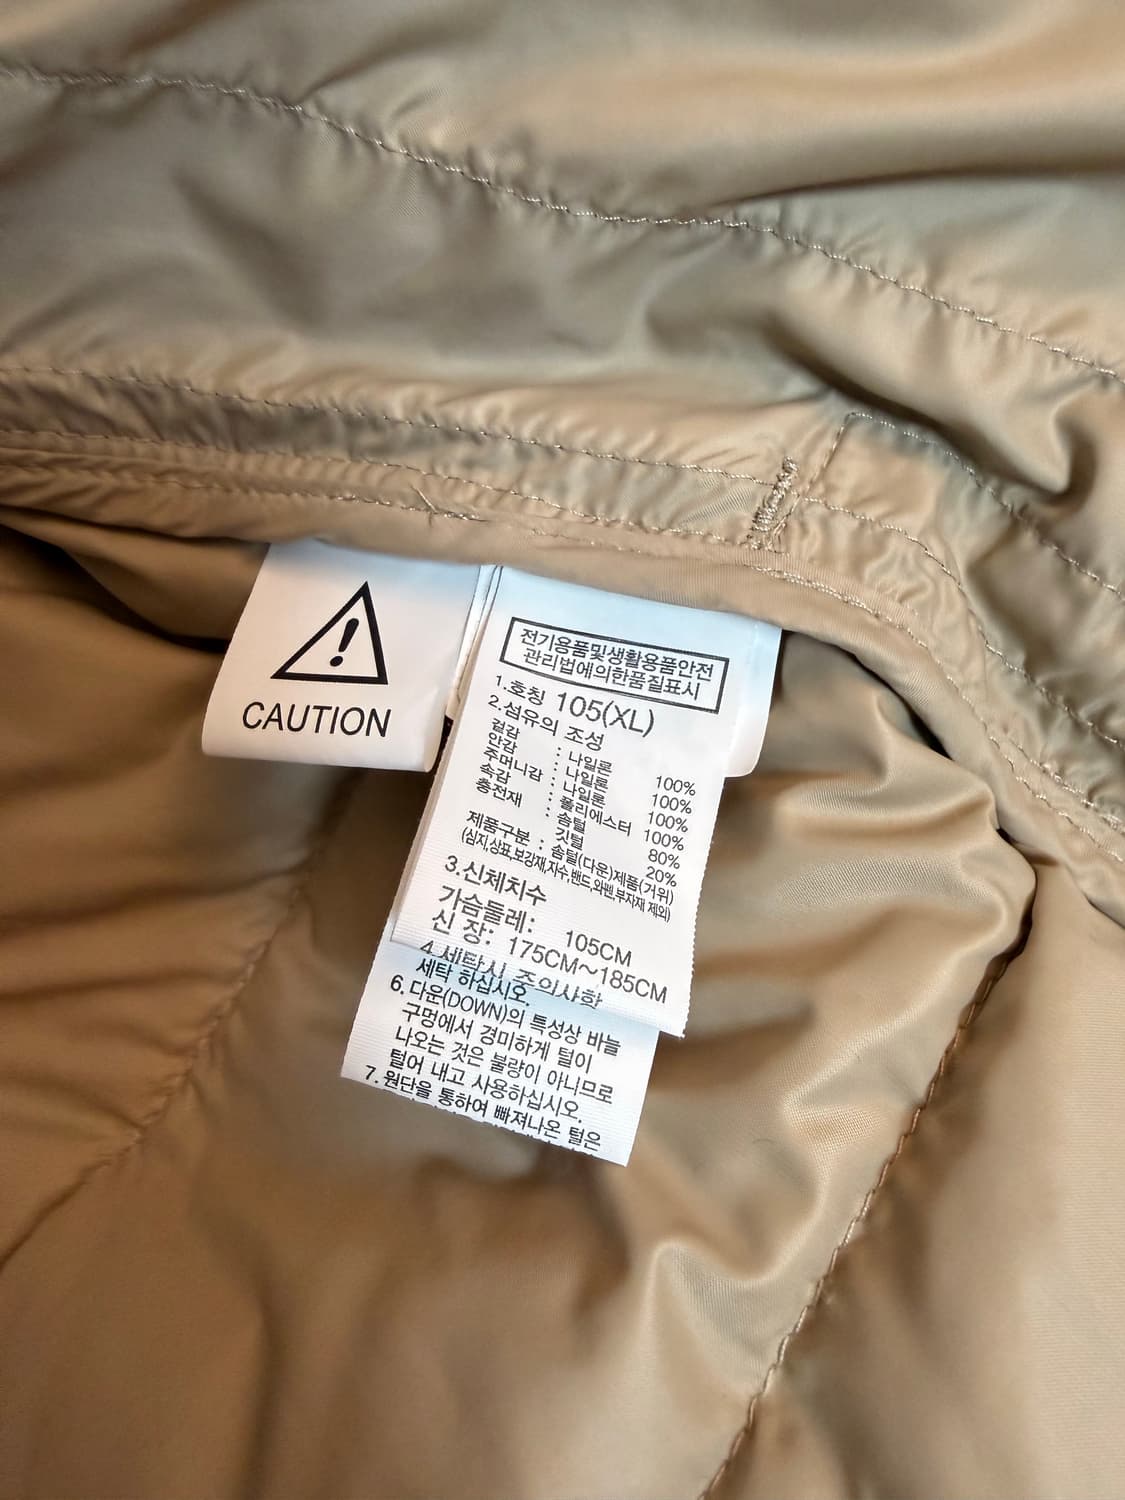 CAUTION
전기용품및생활용품안전
관리법에의한품질표시
1.호칭 105(XL)
2.섬유의 조성
겉감 : 나일론 100%
안감 : 나일론 100%
주머니감 : 나일론 100%
속감 : 폴리에스터 100%
충전재 : 솜털 80%
깃털 20%
제품구분 : 솜털(다운)제품(거위)
(심지,상표,보강재,자수,밴드,와펜,부자재 제외)
3.신체치수
가슴둘레: 105CM
신 장: 175CM~185CM
4.세탁시 주의사항
세탁 하십시오.
6.다운(DOWN)의 특성상 바늘
구멍에서 경미하게 털이
나오는 것은 불량이 아니므로
털어 내고 사용하십시오.
7.원단을 통하여 빠져나온 털은